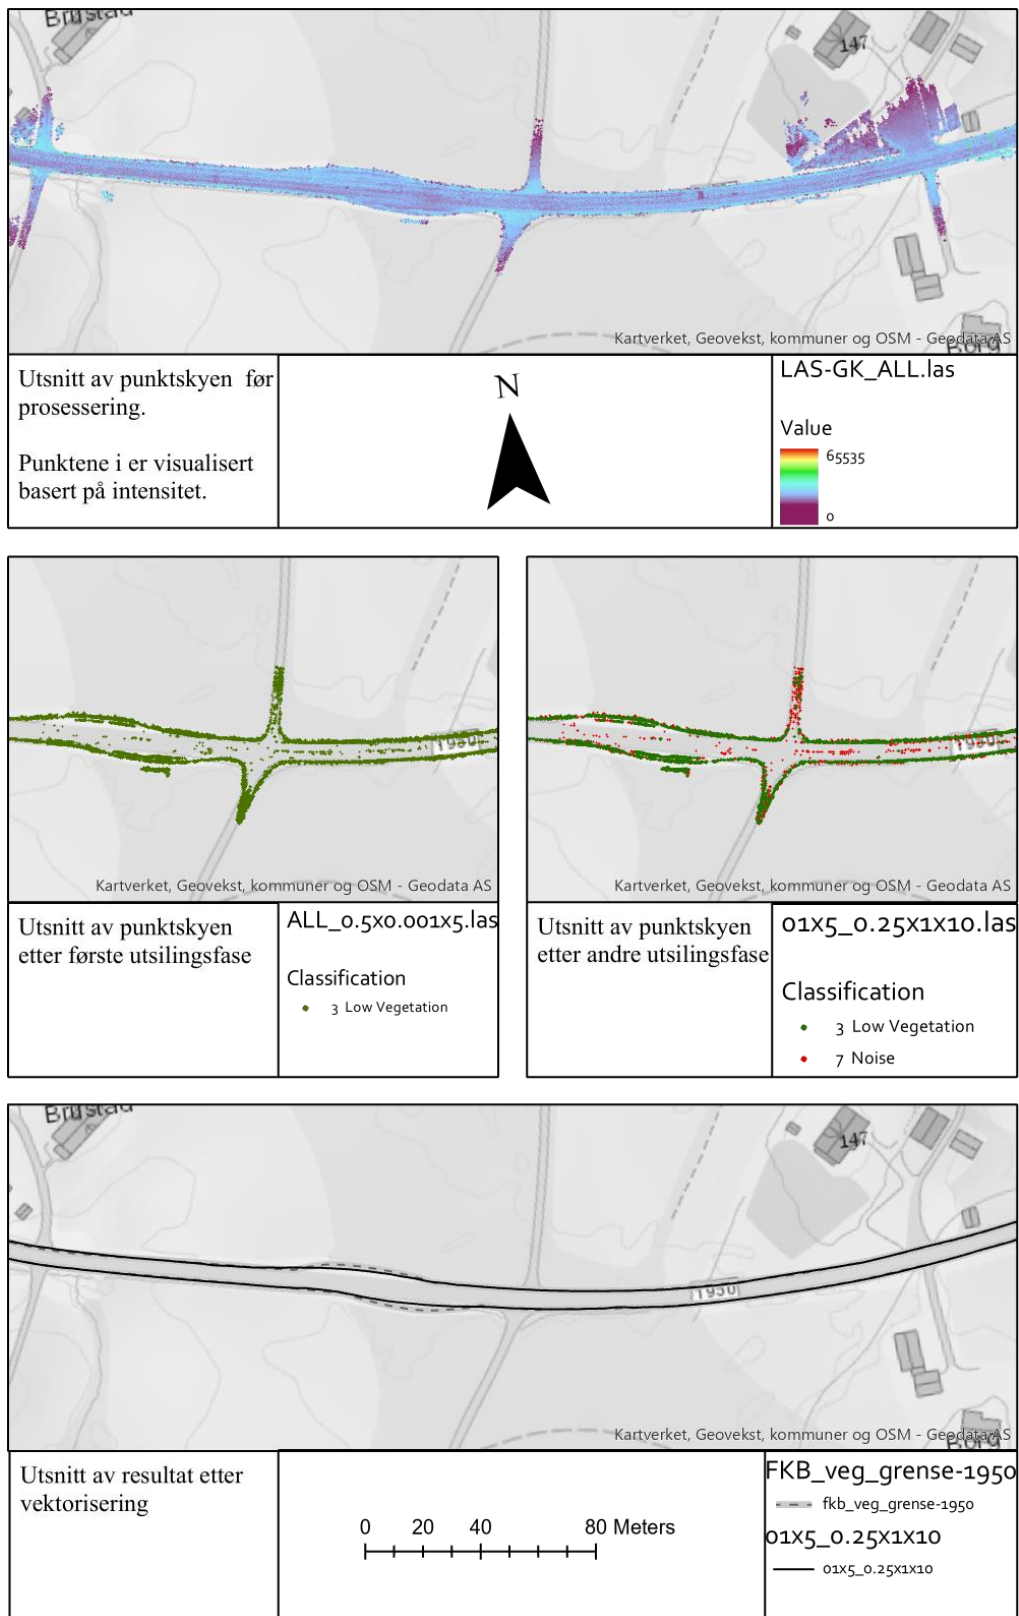 Brustad
147
Kartverket, Geovekst, kommuner og OSM - Geodata AS
Borg
Utsnitt av punktskyen før
prosessering.
Punktene i er visualisert
basert på intensitet.
N
LAS-GK_ALL.las
Value
65535
0
1950
Kartverket, Geovekst, kommuner og OSM - Geodata AS
Utsnitt av punktskyen
etter første utsilingsfase
ALL_0.5x0.001x5.las
Classification
3 Low Vegetation
1950
Kartverket, Geovekst, kommuner og OSM - Geodata AS
Utsnitt av punktskyen
etter andre utsilingsfase
01x5_0.25x1x10.las
Classification
3 Low Vegetation
7 Noise
Brustad
147
1950
Kartverket, Geovekst, kommuner og OSM - Geodata AS
Borg
Utsnitt av resultat etter
vektorisering
0 20 40 80 Meters
FKB_veg_grense-1950
fkb_veg_grense-1950
01x5_0.25x1x10
01x5_0.25x1x10